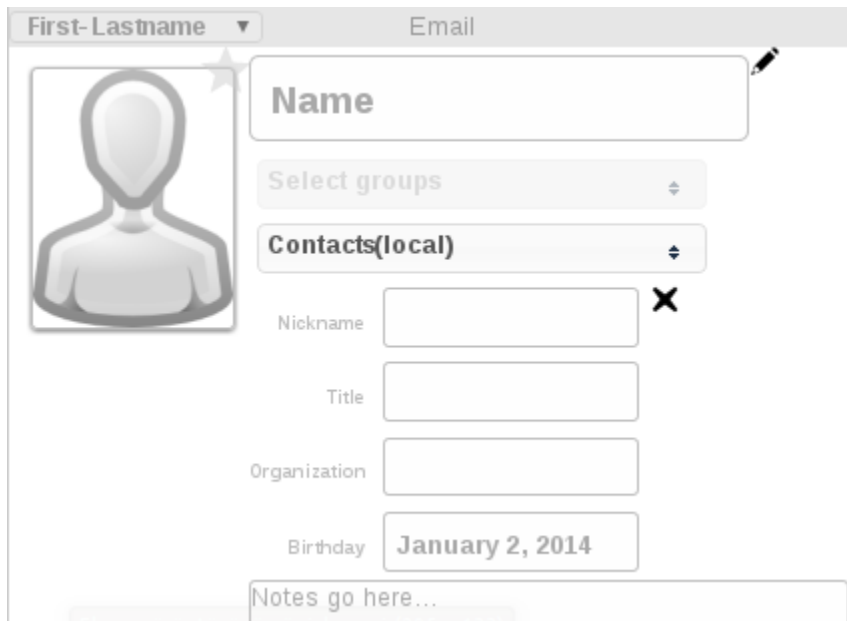 First-Lastname ▼ Email
Name
Select groups
Contacts(local)
Nickname
Title
Organization
Birthday January 2, 2014
Notes go here...